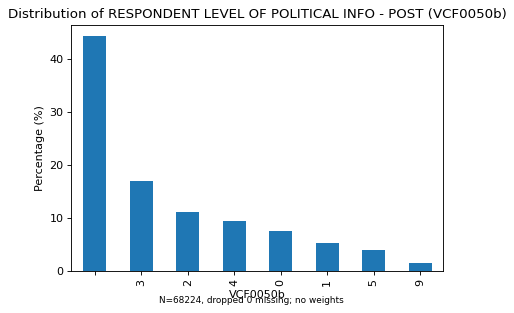 Distribution of RESPONDENT LEVEL OF POLITICAL INFO - POST (VCF0050b)
Percentage (%)
40
30
20
10
0
3 2 4 0 1 5 9
VCF0050b
N=68224, dropped 0 missing; no weights